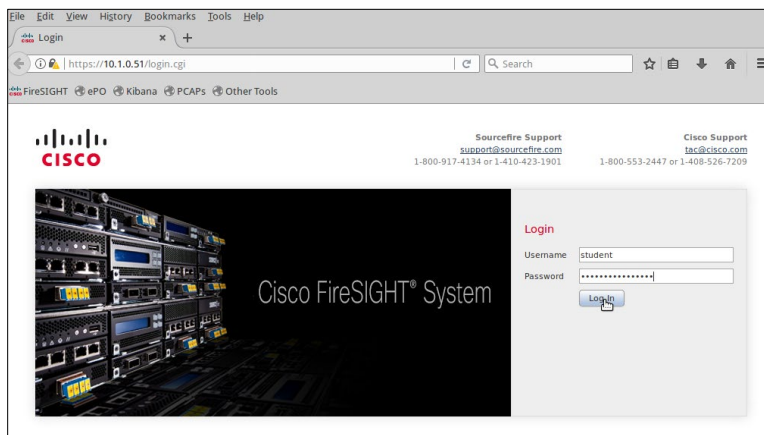 File Edit View History Bookmarks Tools Help
Login × +
https://10.1.0.51/login.cgi Search
FireSIGHT ePO Kibana PCAPs Other Tools
CISCO
Sourcefire Support
support@sourcefire.com
1-800-917-4134 or 1-410-423-1901
Cisco Support
tac@cisco.com
1-800-553-2447 or 1-408-526-7209
Cisco FireSIGHT® System
Login
Username student
Password ••••••••••••••••
Log In